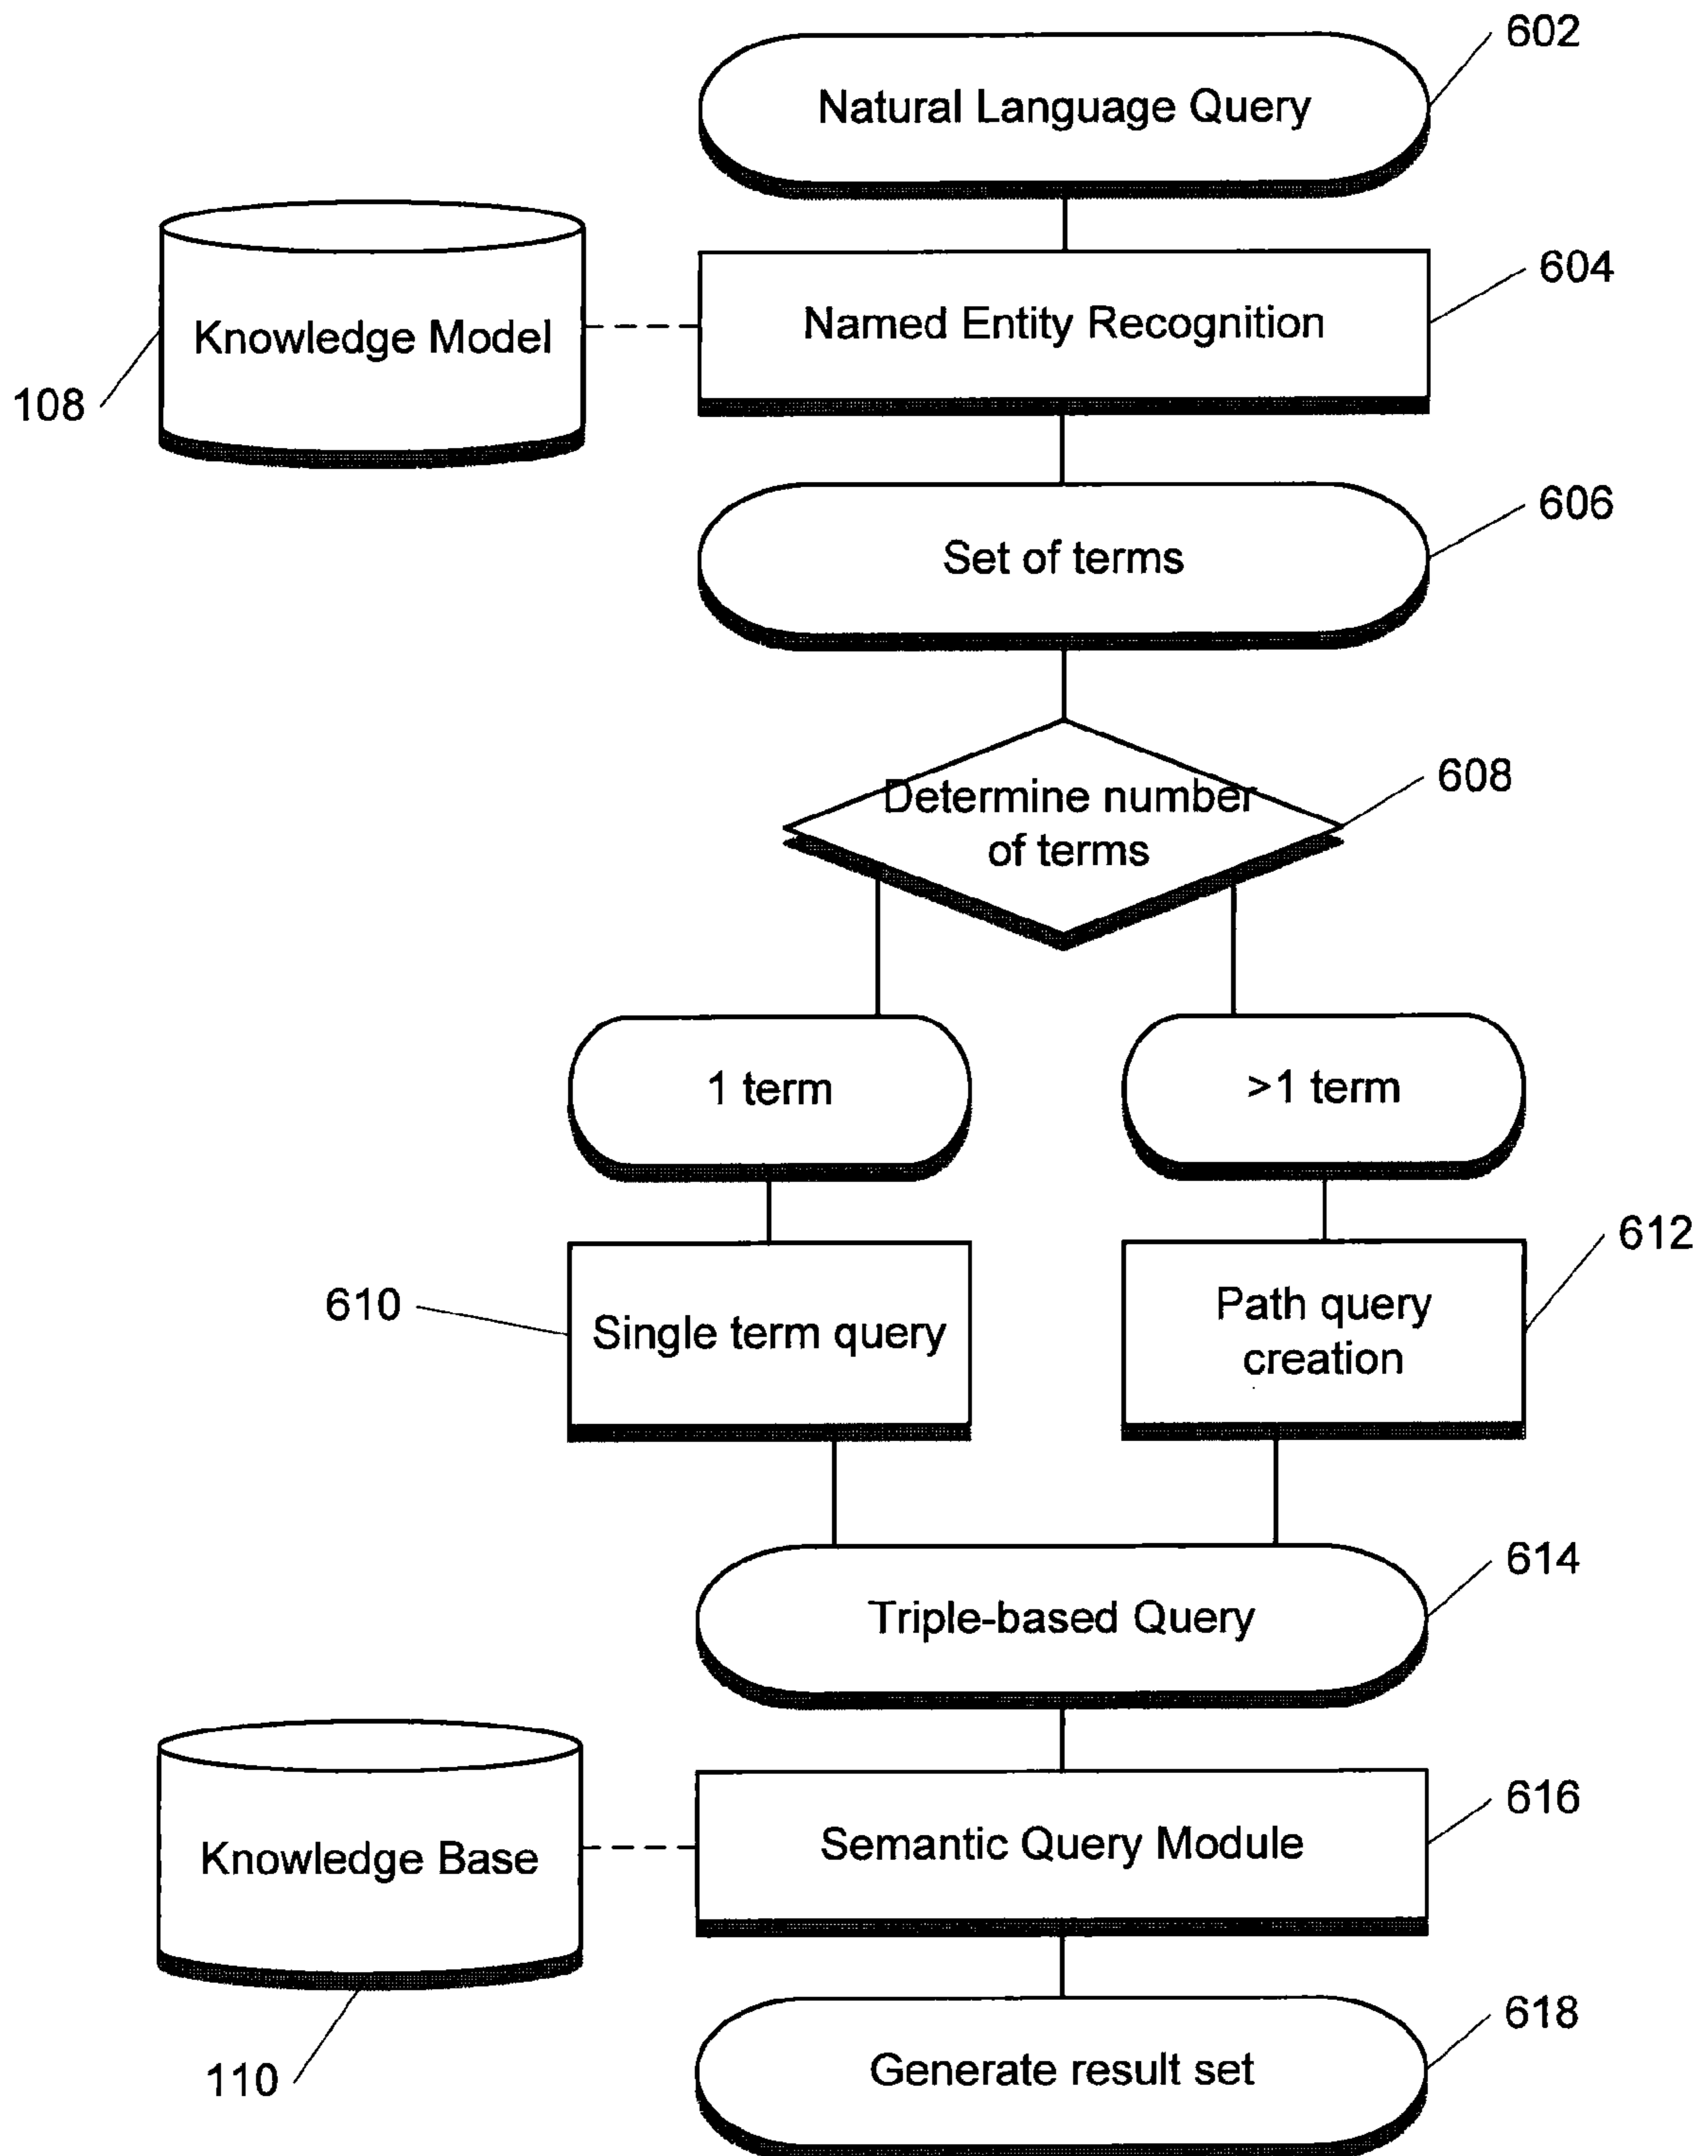 602
Natural Language Query
604
Named Entity Recognition
Knowledge Model
108
606
Set of terms
608
Determine number
of terms
1 term
>1 term
612
610
Single term query
Path query
creation
614
Triple-based Query
616
Semantic Query Module
Knowledge Base
618
110
Generate result set